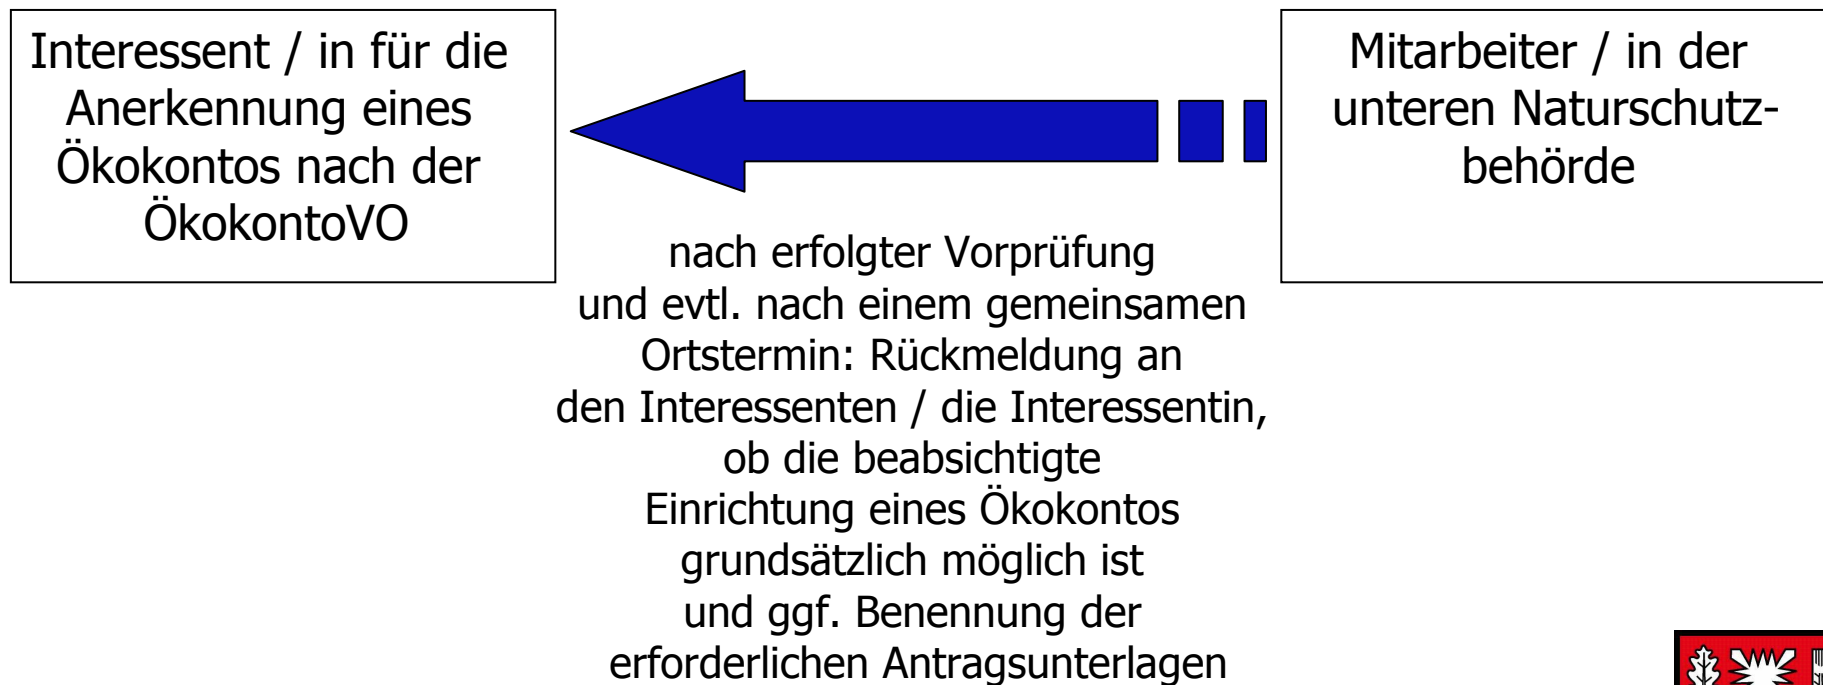 Interessent / in für die
Anerkennung eines
Ökokontos nach der
ÖkokontoVO
Mitarbeiter / in der
unteren Naturschutz-
behörde
nach erfolgter Vorprüfung
und evtl. nach einem gemeinsamen
Ortstermin: Rückmeldung an
den Interessenten / die Interessentin,
ob die beabsichtigte
Einrichtung eines Ökokontos
grundsätzlich möglich ist
und ggf. Benennung der
erforderlichen Antragsunterlagen